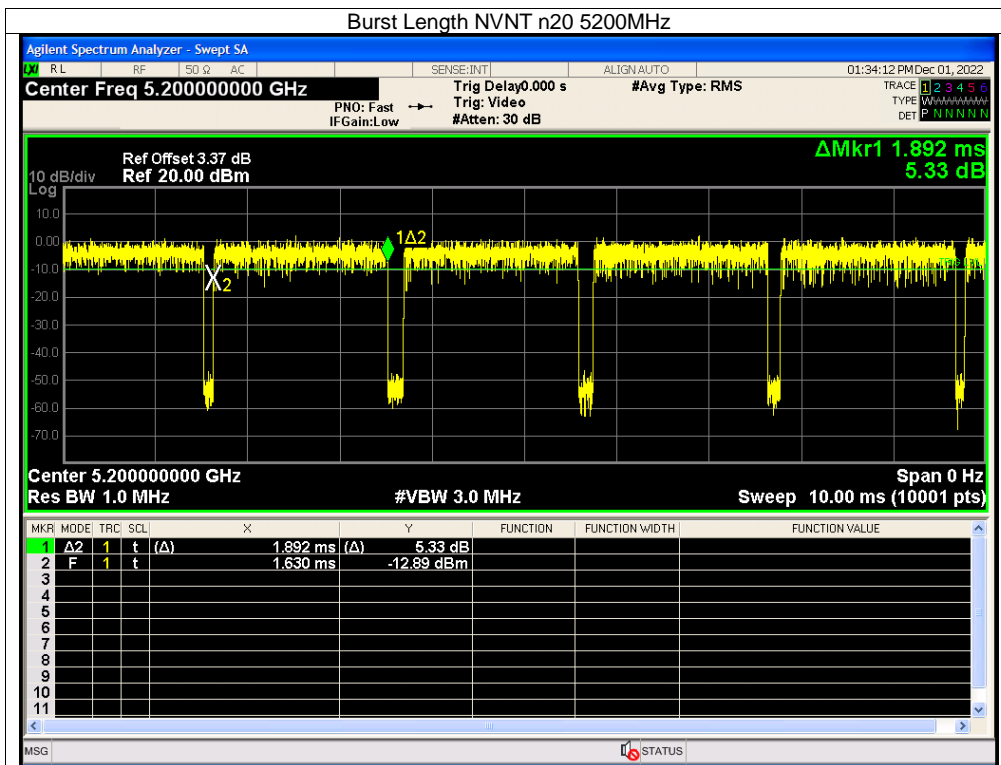 Burst Length NVNT n20 5200MHz
Agilent Spectrum Analyzer - Swept SA
LXI RL RF 50 Ω AC SENSE:INT ALIGN AUTO 01:34:12 PM Dec 01, 2022
Center Freq 5.200000000 GHz
PNO: Fast
IFGain:Low
Trig Delay0.000 s
Trig: Video
#Atten: 30 dB
#Avg Type: RMS
TRACE 1 2 3 4 5 6
TYPE
DET P N N N N N
ΔMkr1 1.892 ms
5.33 dB
Ref Offset 3.37 dB
10 dB/div Ref 20.00 dBm
Log
10.0
0.00
-10.0
-20.0
-30.0
-40.0
-50.0
-60.0
-70.0
1Δ2
2
Center 5.200000000 GHz Span 0 Hz
Res BW 1.0 MHz #VBW 3.0 MHz Sweep 10.00 ms (10001 pts)
MKR MODE TRC SCL X Y FUNCTION FUNCTION WIDTH FUNCTION VALUE
1 Δ2 1 t (Δ) 1.892 ms (Δ) 5.33 dB
2 F 1 t 1.630 ms -12.89 dBm
3
4
5
6
7
8
9
10
11
MSG STATUS